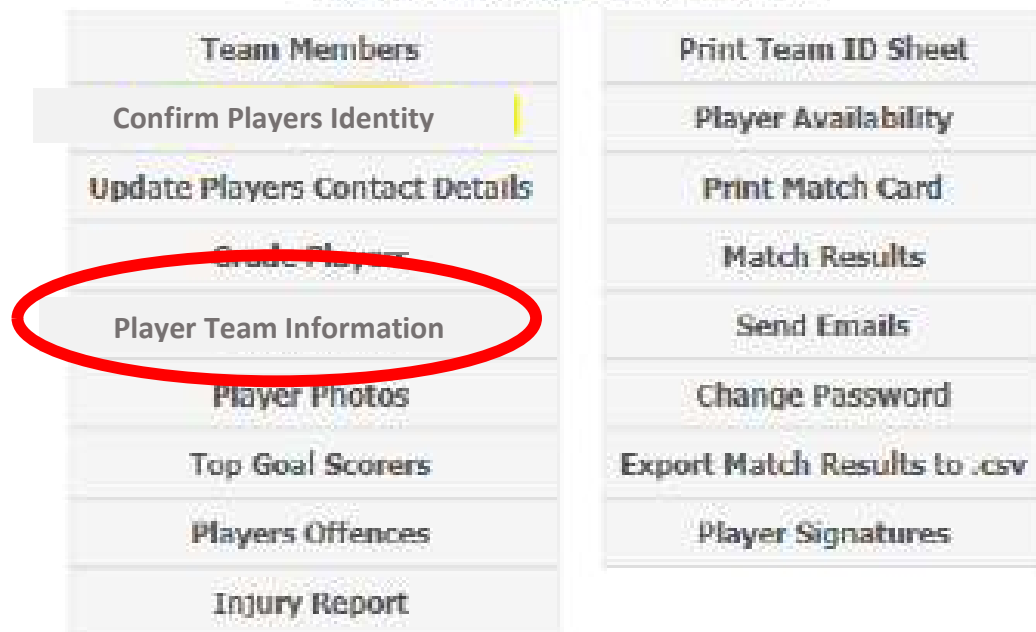 Team Members
Confirm Players Identity
Update Players Contact Details
Grade Players
Player Team Information
Player Photos
Top Goal Scorers
Players Offences
Injury Report
Print Team ID Sheet
Player Availability
Print Match Card
Match Results
Send Emails
Change Password
Export Match Results to .csv
Player Signatures